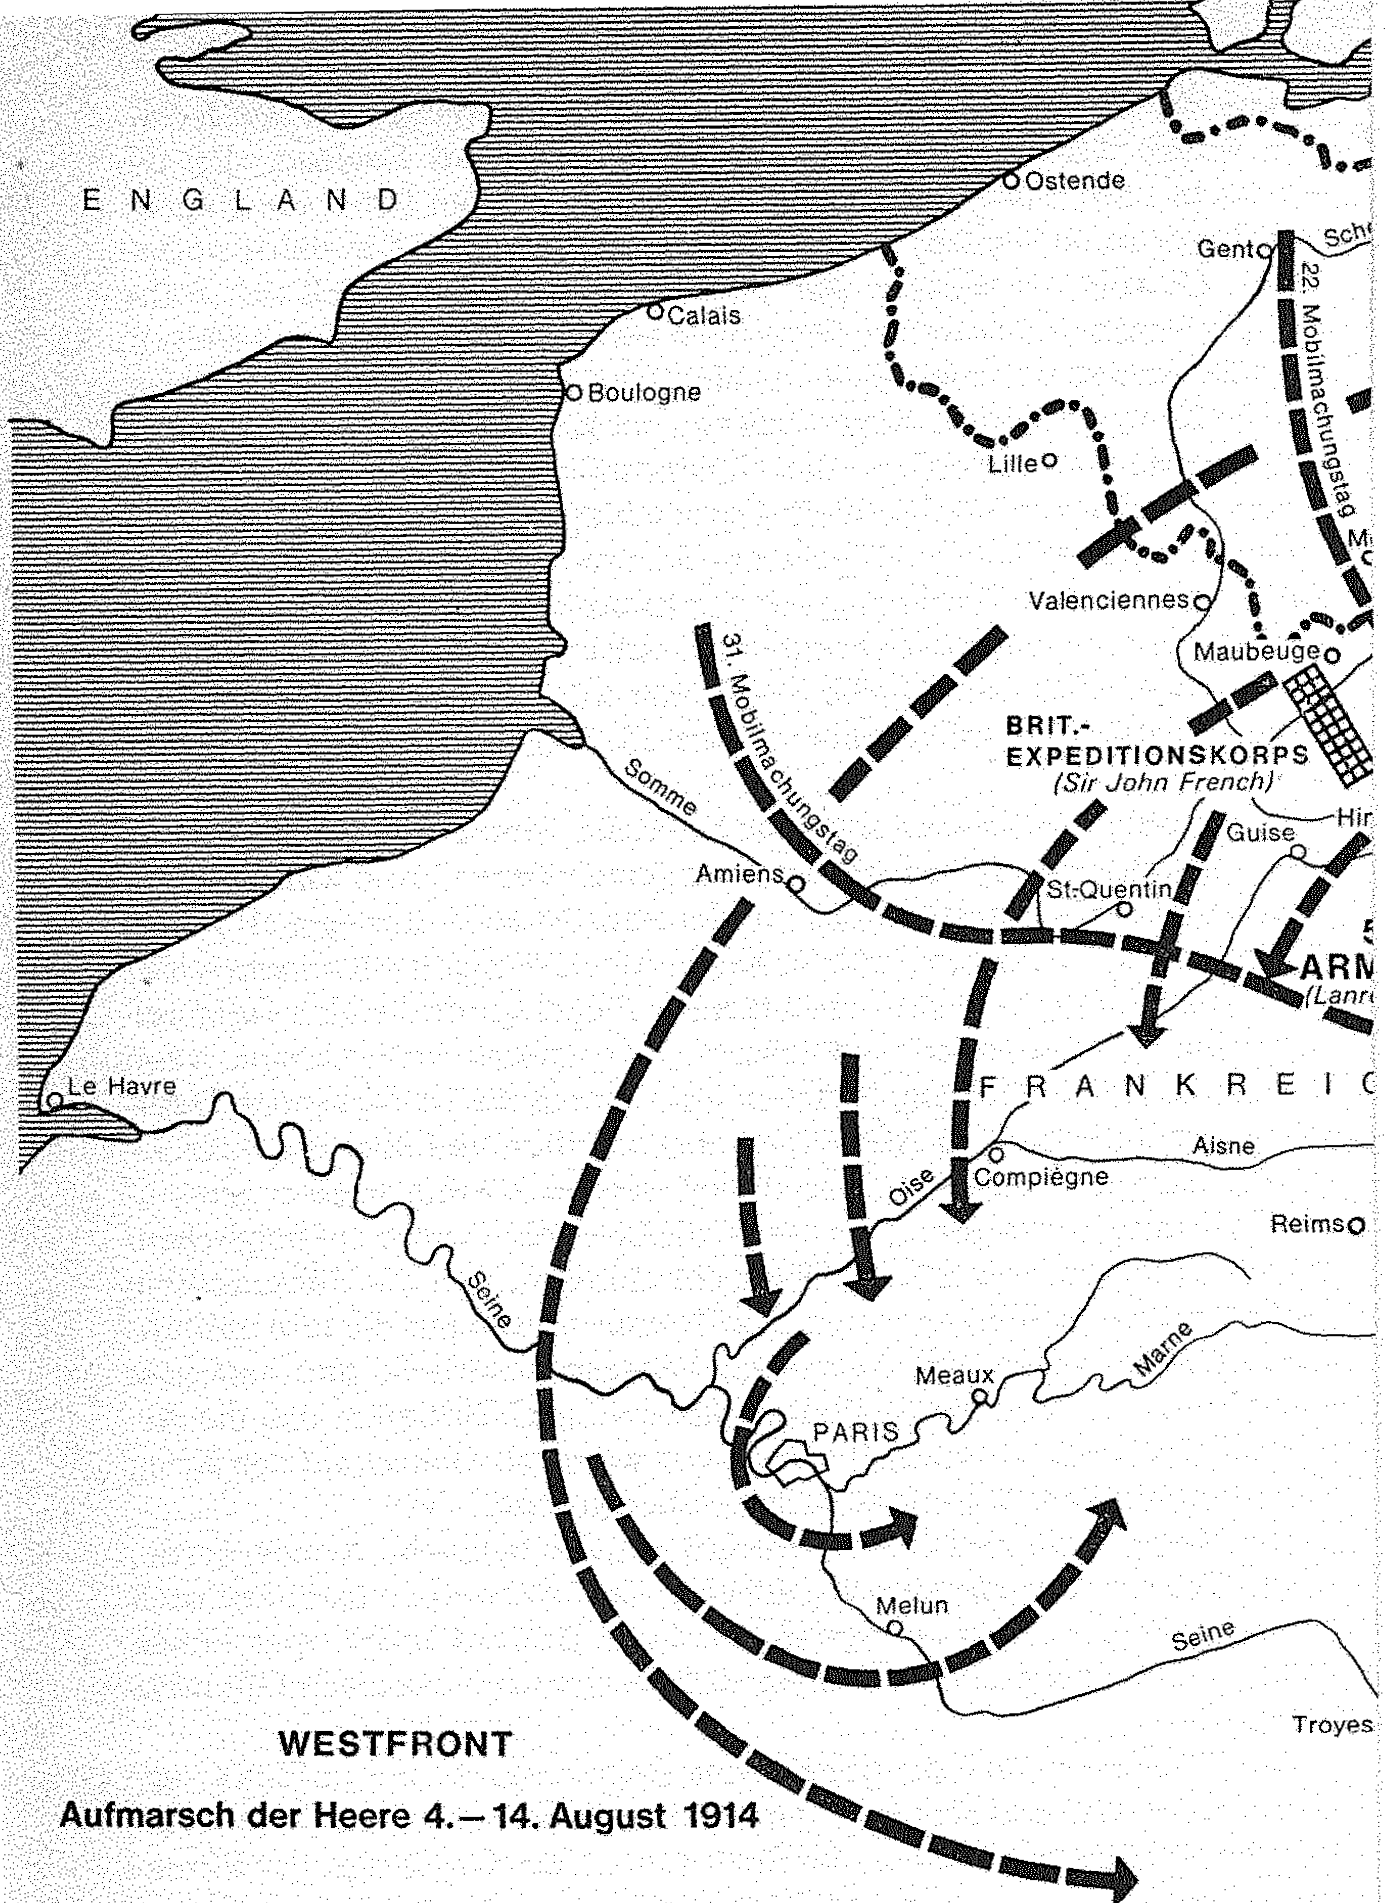 ENGLAND
Ostende
Gent
22. Mobilmachungstag
Calais
Boulogne
Lille
Valenciennes
Maubeuge
31. Mobilmachungstag
BRIT.-
EXPEDITIONSKORPS
(Sir John French)
Somme
Guise
Amiens
St-Quentin
ARM
(Lanre
Le Havre
FRANKREIC
Aisne
Oise
Compiègne
Reims
Seine
Marne
Meaux
PARIS
Melun
Seine
Troyes
WESTFRONT
Aufmarsch der Heere 4.—14. August 1914